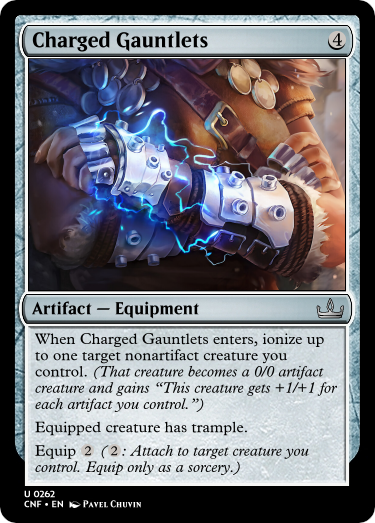 Charged Gauntlets 4
Artifact — Equipment
When Charged Gauntlets enters, ionize up
to one target nonartifact creature you
control. (That creature becomes a 0/0 artifact
creature and gains “This creature gets +1/+1 for
each artifact you control.”)
Equipped creature has trample.
Equip 2 (2: Attach to target creature you
control. Equip only as a sorcery.)
U 0262
CNF • EN Pavel Chuvin